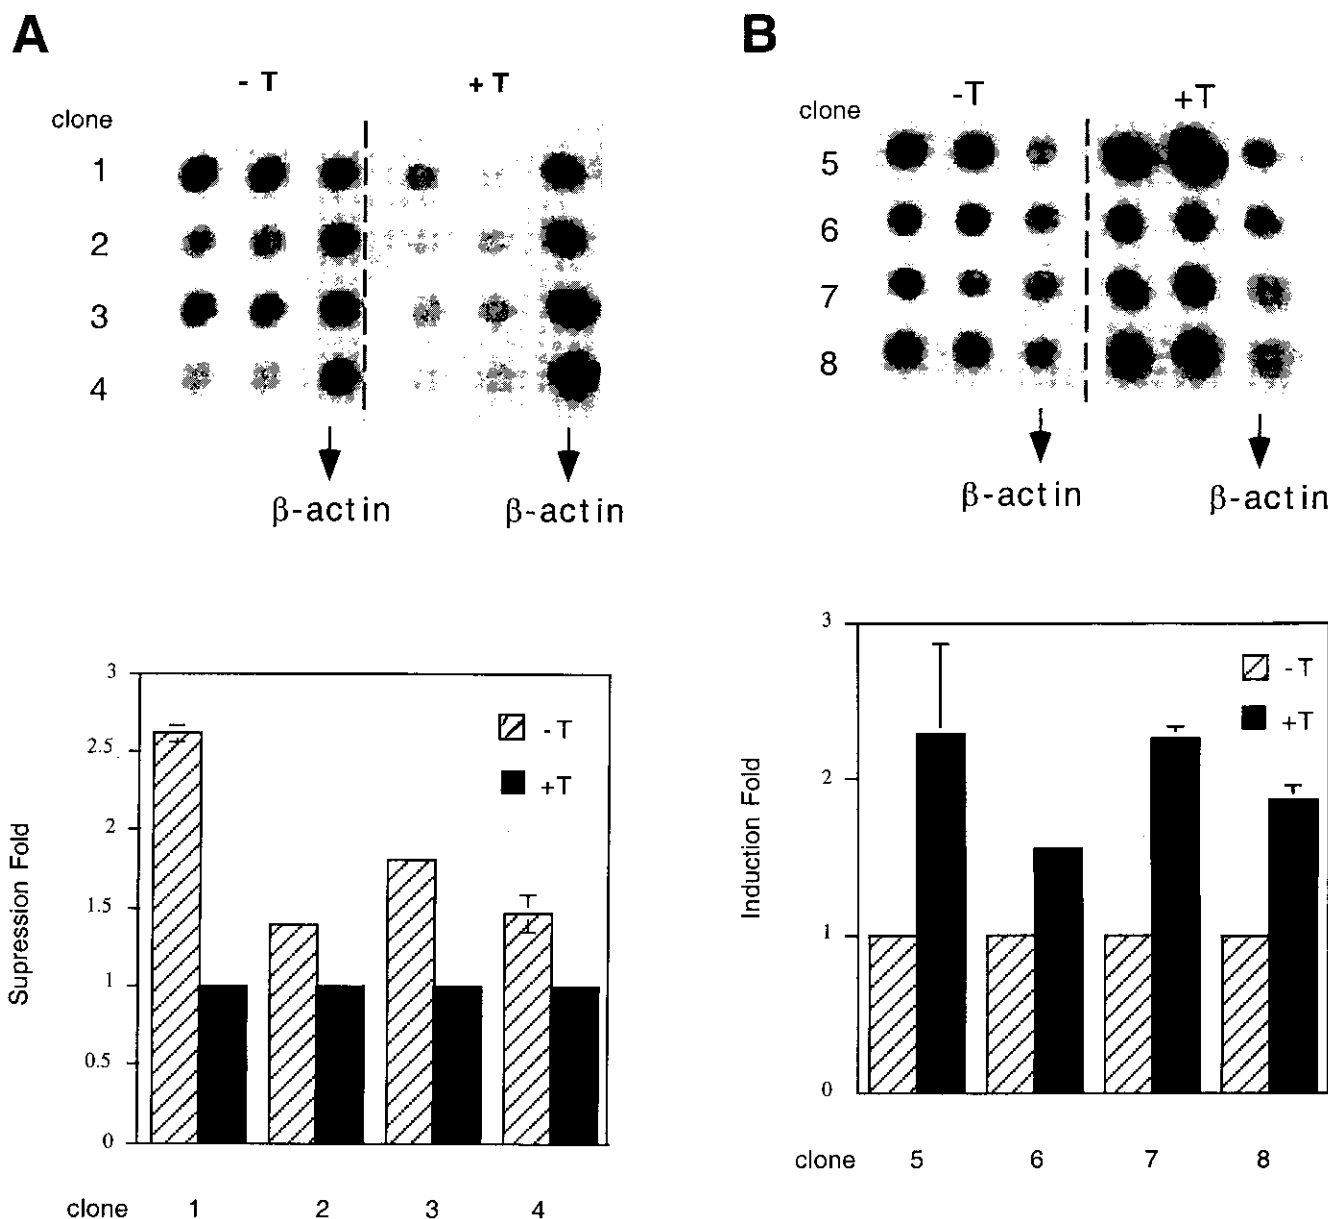 A
- T
+ T
clone
1
2
3
4
β-actin
β-actin
B
-T
+T
clone
5
6
7
8
β-actin
β-actin
3
2.5
2
1.5
1
0.5
0
Supression Fold
-T
+T
clone 1 2 3 4
3
2
1
0
Induction Fold
-T
+T
clone 5 6 7 8